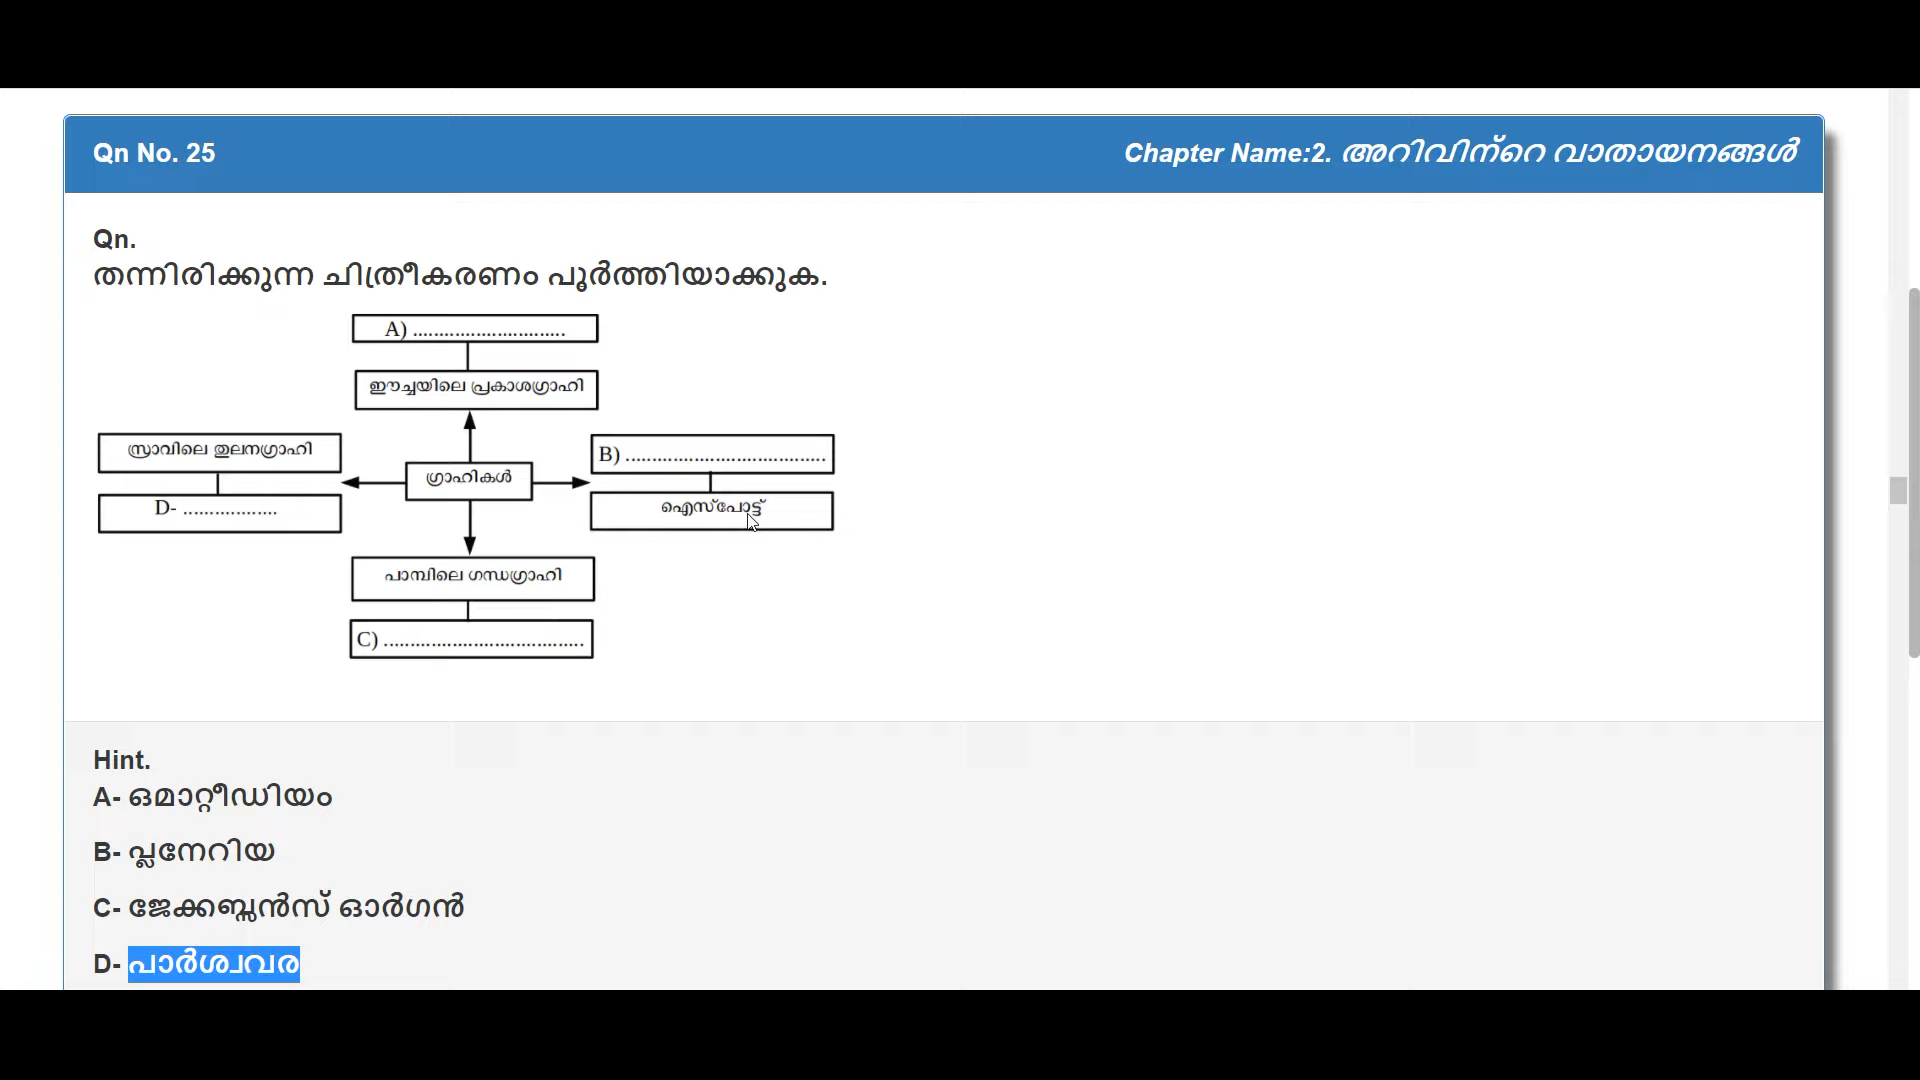 Qn No. 25
Chapter Name:2. അറിവിന്റെ വാതായനങ്ങൾ
Qn.
തന്നിരിക്കുന്ന ചിത്രീകരണം പൂർത്തിയാക്കുക.
A) .............................
ഈച്ചയിലെ പ്രകാശഗ്രാഹി
സ്രാവിലെ തുലനഗ്രാഹി
B) ......................................
ഗ്രാഹികൾ
D- ..................
ഐസ്പോട്ട്
പാമ്പിലെ ഗന്ധഗ്രാഹി
C) ......................................
Hint.
A- ഒമാറ്റീഡിയം
B- പ്ലനേറിയ
C- ജേക്കബ്സൻസ് ഓർഗൻ
D- പാർശ്വവര